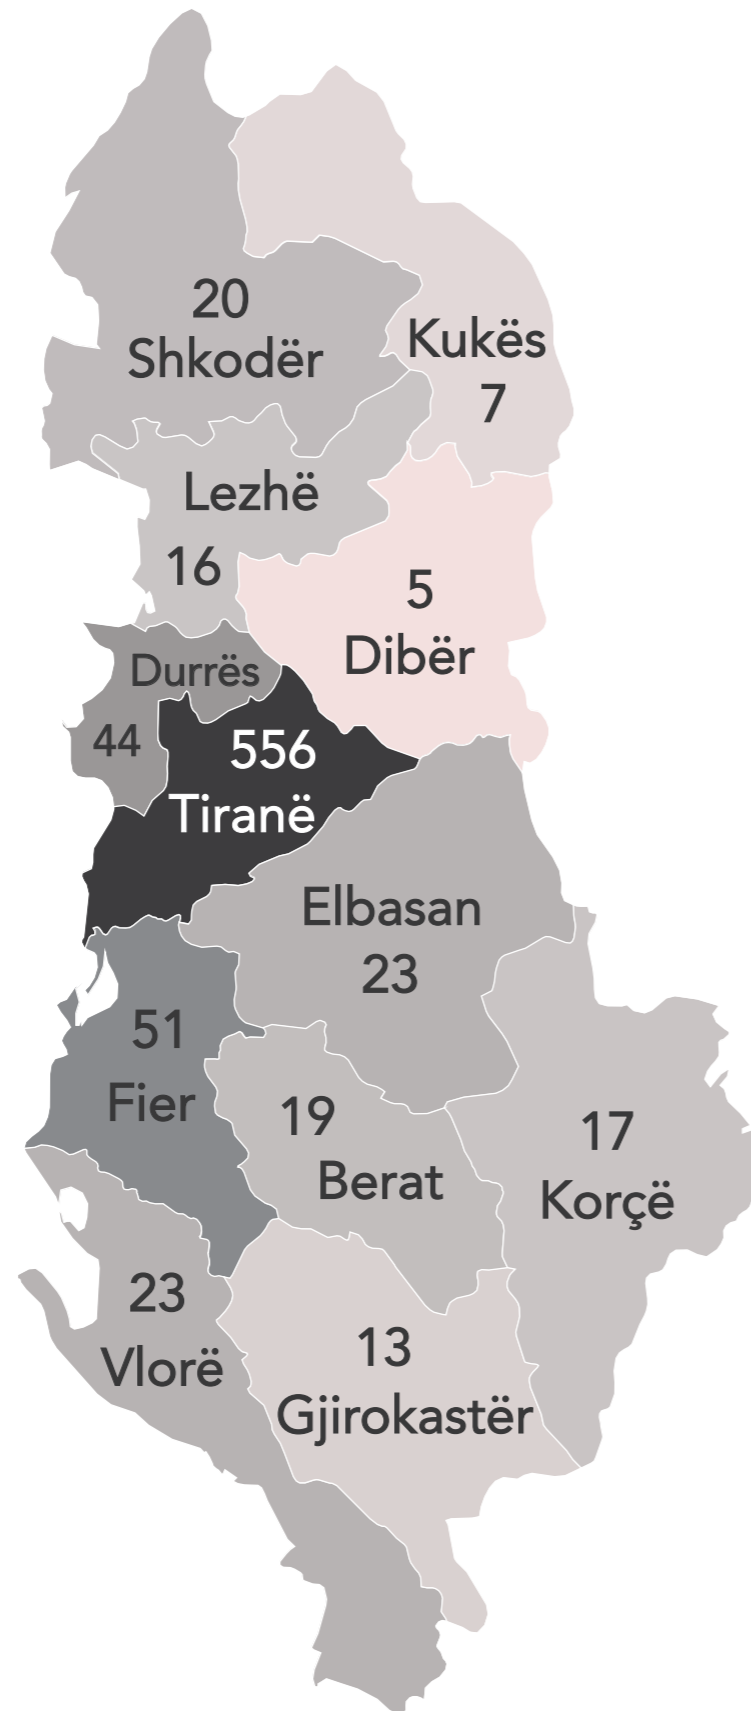 20
Shkodër
Kukës
7
Lezhë
16
5
Dibër
Durrës
44
556
Tiranë
Elbasan
23
51
Fier
19
Berat
17
Korçë
23
Vlorë
13
Gjirokastër